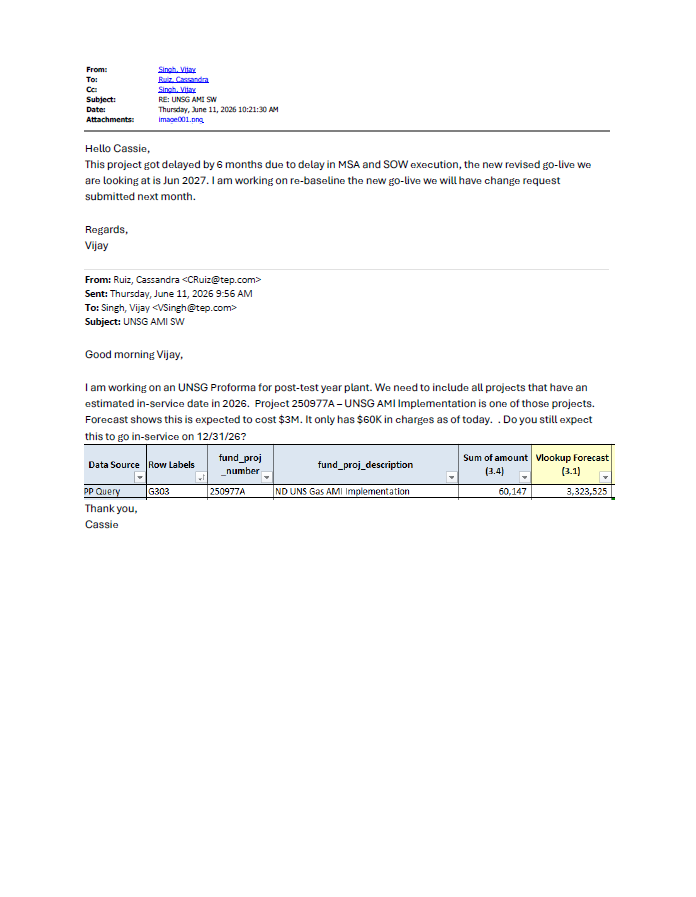 From: Singh, Vijay
To: Ruiz, Cassandra
Cc: Singh, Vijay
Subject: RE: UNSG AMI SW
Date: Thursday, June 11, 2026 10:21:30 AM
Attachments: image001.png
Hello Cassie,
This project got delayed by 6 months due to delay in MSA and SOW execution, the new revised go-live we
are looking at is Jun 2027. I am working on re-baseline the new go-live we will have change request
submitted next month.
Regards,
Vijay
From: Ruiz, Cassandra <CRuiz@tep.com>
Sent: Thursday, June 11, 2026 9:56 AM
To: Singh, Vijay <VSingh@tep.com>
Subject: UNSG AMI SW
Good morning Vijay,
I am working on an UNSG Proforma for post-test year plant. We need to include all projects that have an
estimated in-service date in 2026.  Project 250977A – UNSG AMI Implementation is one of those projects.
Forecast shows this is expected to cost $3M. It only has $60K in charges as of today.  . Do you still expect
this to go in-service on 12/31/26?
Data Source Row Labels fund_proj_number fund_proj_description Sum of amount (3.4) Vlookup Forecast (3.1)
PP Query G303 250977A ND UNS Gas AMI Implementation 60,147 3,323,525
Thank you,
Cassie